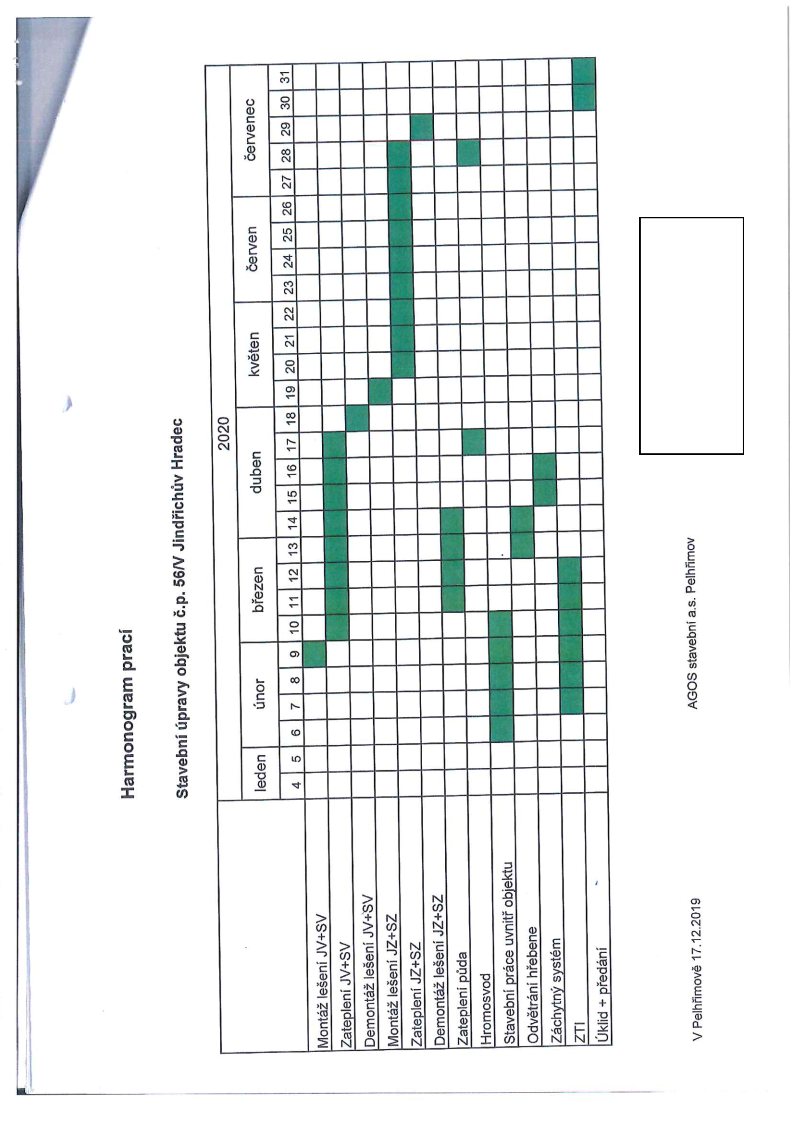 Harmonogram prací
Stavební úpravy objektu č.p. 56/V Jindřichův Hradec
2020
leden únor březen duben květen červen červenec
4 5 6 7 8 9 10 11 12 13 14 15 16 17 18 19 20 21 22 23 24 25 26 27 28 29 30 31
Montáž lešení JV+SV
Zateplení JV+SV
Demontáž lešení JV+SV
Montáž lešení JZ+SZ
Zateplení JZ+SZ
Demontáž lešení JZ+SZ
Zateplení půda
Hromosvod
Stavební práce uvnitř objektu
Odvětrání hřebene
Záchytný systém
ZTI
Úklid + předání
V Pelhřimově 17.12.2019 AGOS stavební a.s. Pelhřimov